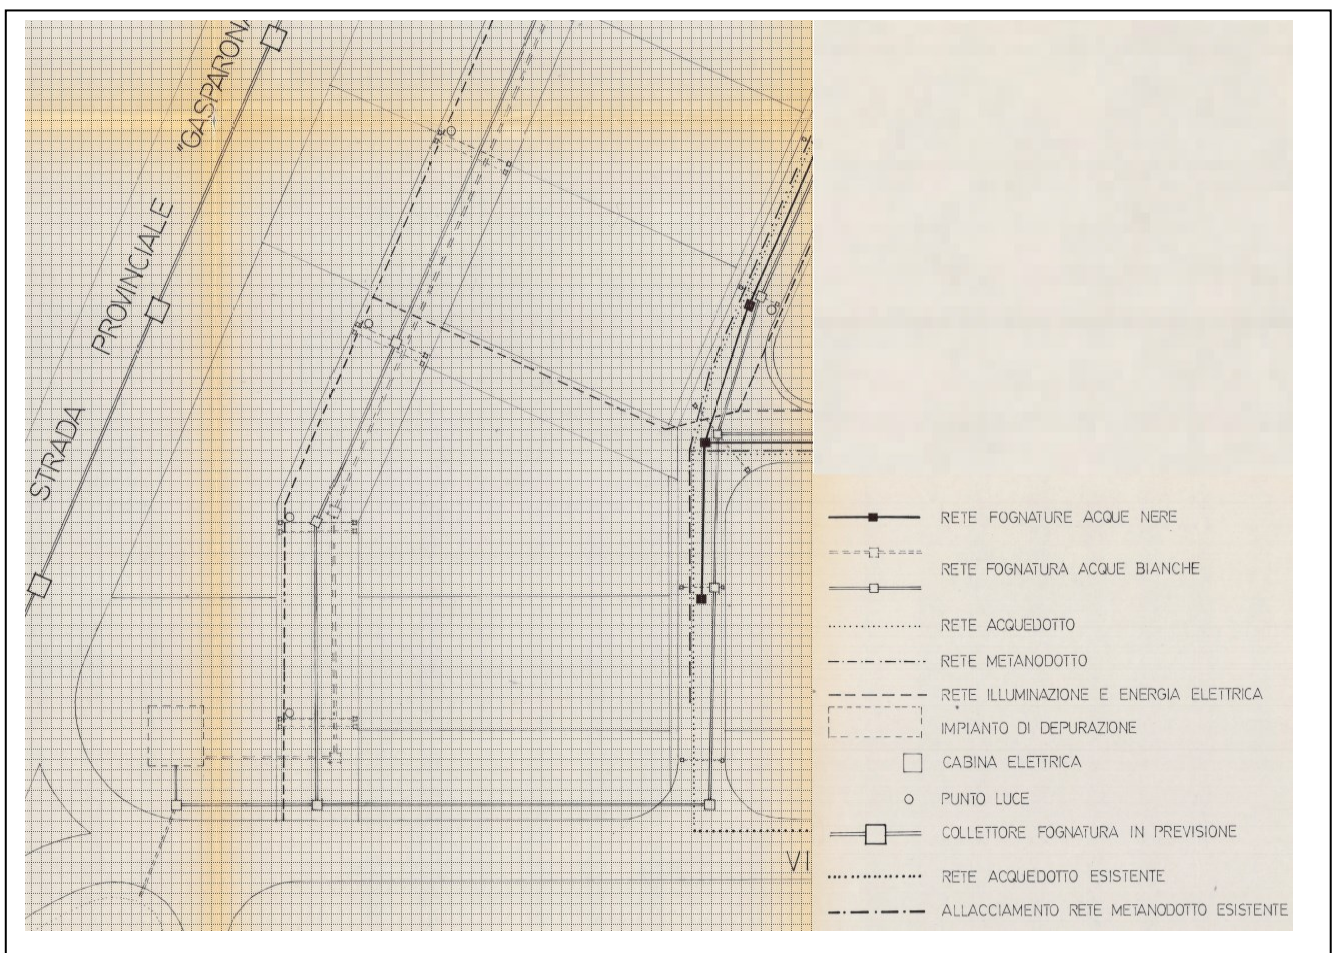 STRADA PROVINCIALE "GASPARONA
VI
RETE FOGNATURE ACQUE NERE
RETE FOGNATURA ACQUE BIANCHE
RETE ACQUEDOTTO
RETE METANODOTTO
RETE ILLUMINAZIONE E ENERGIA ELETTRICA
IMPIANTO DI DEPURAZIONE
CABINA ELETTRICA
PUNTO LUCE
COLLETTORE FOGNATURA IN PREVISIONE
RETE ACQUEDOTTO ESISTENTE
ALLACCIAMENTO RETE METANODOTTO ESISTENTE